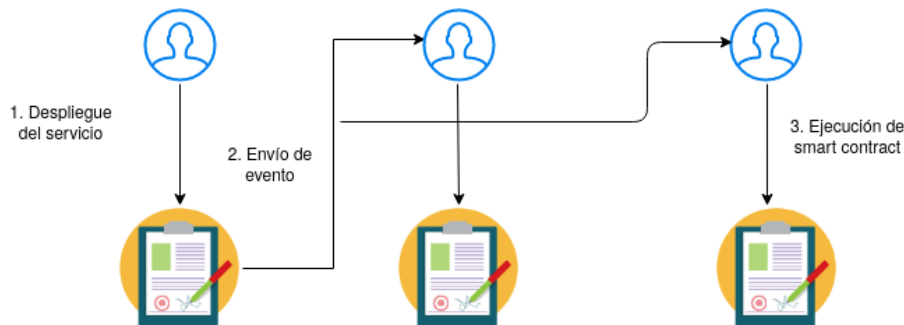 1. Despliegue
del servicio
2. Envío de
evento
3. Ejecución de
smart contract